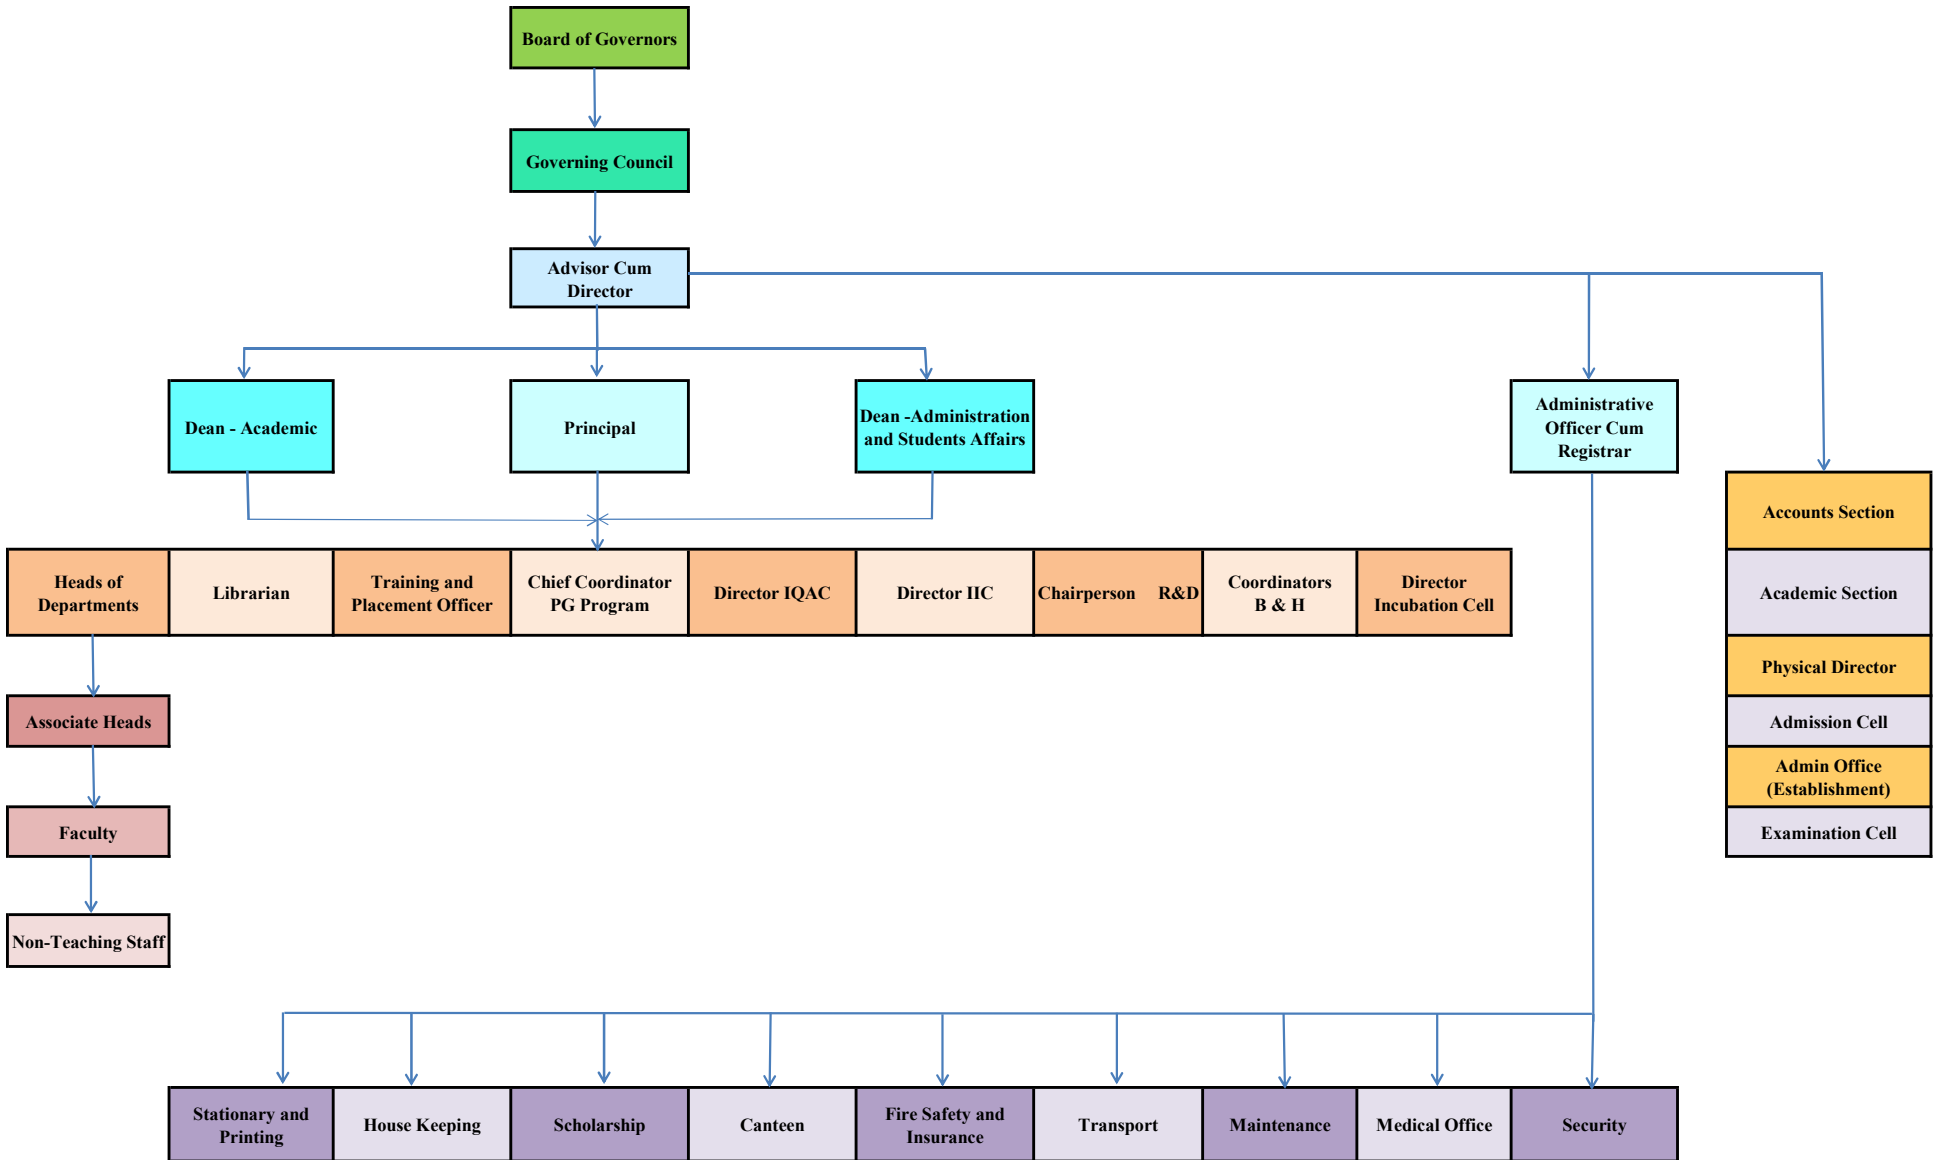 Board of Governors
Governing Council
Advisor Cum
Director
Dean - Academic
Principal
Dean -Administration
and Students Affairs
Administrative
Officer Cum
Registrar
Heads of
Departments
Librarian
Training and
Placement Officer
Chief Coordinator
PG Program
Director IQAC
Director IIC
Chairperson R&D
Coordinators
B & H
Director
Incubation Cell
Accounts Section
Academic Section
Physical Director
Admission Cell
Admin Office
(Establishment)
Examination Cell
Associate Heads
Faculty
Non-Teaching Staff
Stationary and
Printing
House Keeping
Scholarship
Canteen
Fire Safety and
Insurance
Transport
Maintenance
Medical Office
Security